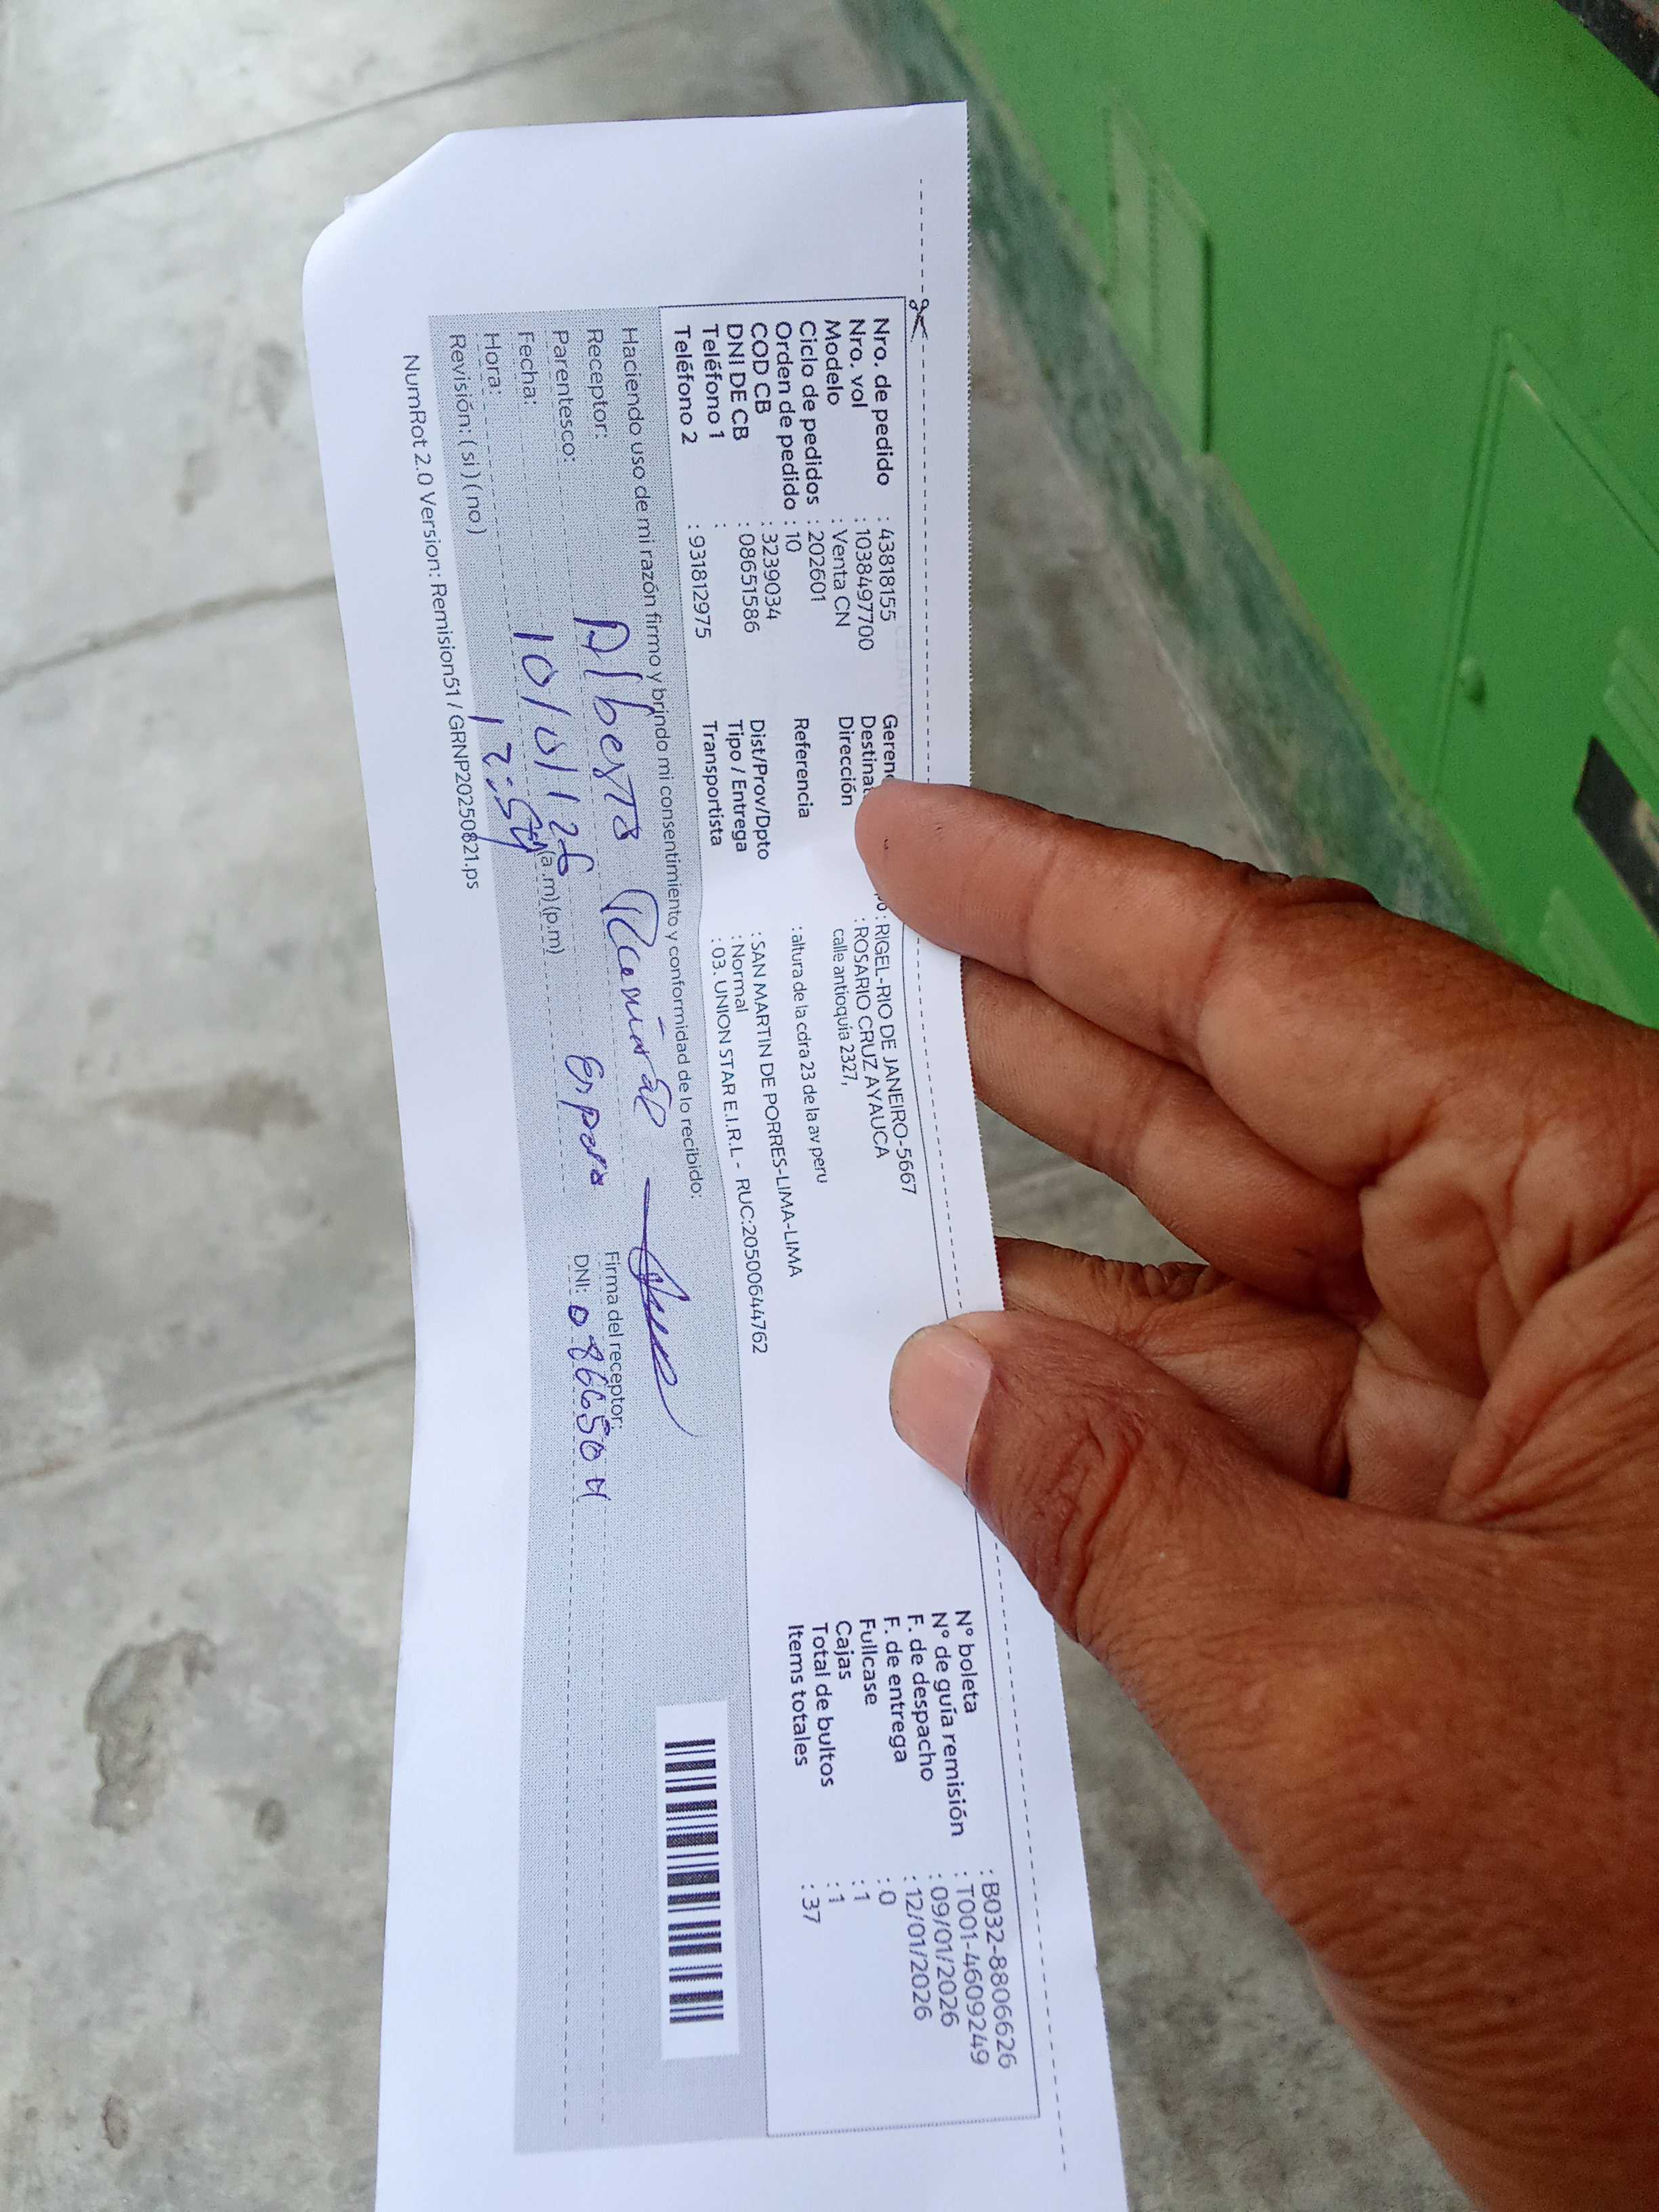 Nro. de pedido : 43818155
Nro. vol : 1038497700
Modelo : Venta CN
Ciclo de pedidos : 202601
Orden de pedido : 10
COD CB : 3239034
DNI DE CB : 08651586
Teléfono 1 :
Teléfono 2 : 931812975
: RIGEL-RIO DE JANEIRO-5667
: ROSARIO CRUZ AYAUCA
Dirección calle antioquia 2327,
Referencia : altura de la cdra 23 de la av peru
Dist/Prov/Dpto : SAN MARTIN DE PORRES-LIMA-LIMA
Tipo / Entrega : Normal
Transportista : 03. UNION STAR E.I.R.L - RUC:20500644762
N° boleta : B032-8806626
N° de guía remisión : T001-4609249
F. de despacho : 09/01/2026
F. de entrega : 12/01/2026
Fullcase : 0
Cajas : 1
Total de bultos : 1
Items totales : 37
Haciendo uso de mi razón firmo y brindo mi consentimiento y conformidad de lo recibido:
Receptor: Alberto
Parentesco: Esposo
Fecha: 10/01/26
Hora: 12:54 (a.m) (p.m)
Revisión: ( si ) ( no )
Firma del receptor:
DNI:
NumRot 2.0 Version: Remision51 / GRNP20250821.ps